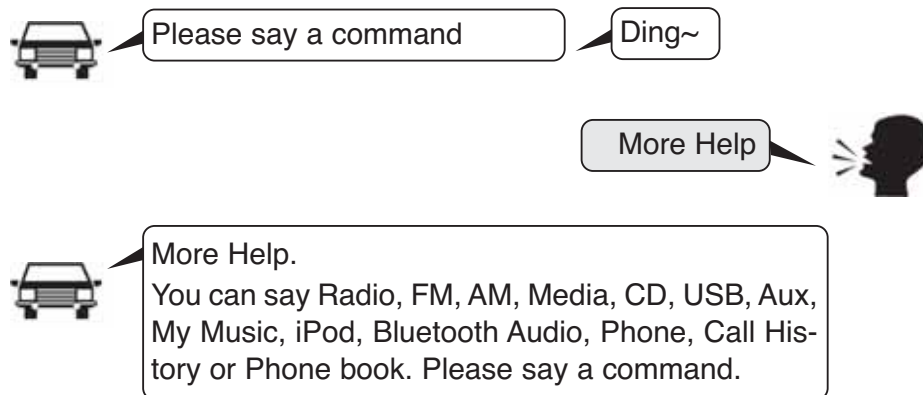 Please say a command
Ding~
More Help
More Help.
You can say Radio, FM, AM, Media, CD, USB, Aux,
My Music, iPod, Bluetooth Audio, Phone, Call His-
tory or Phone book. Please say a command.